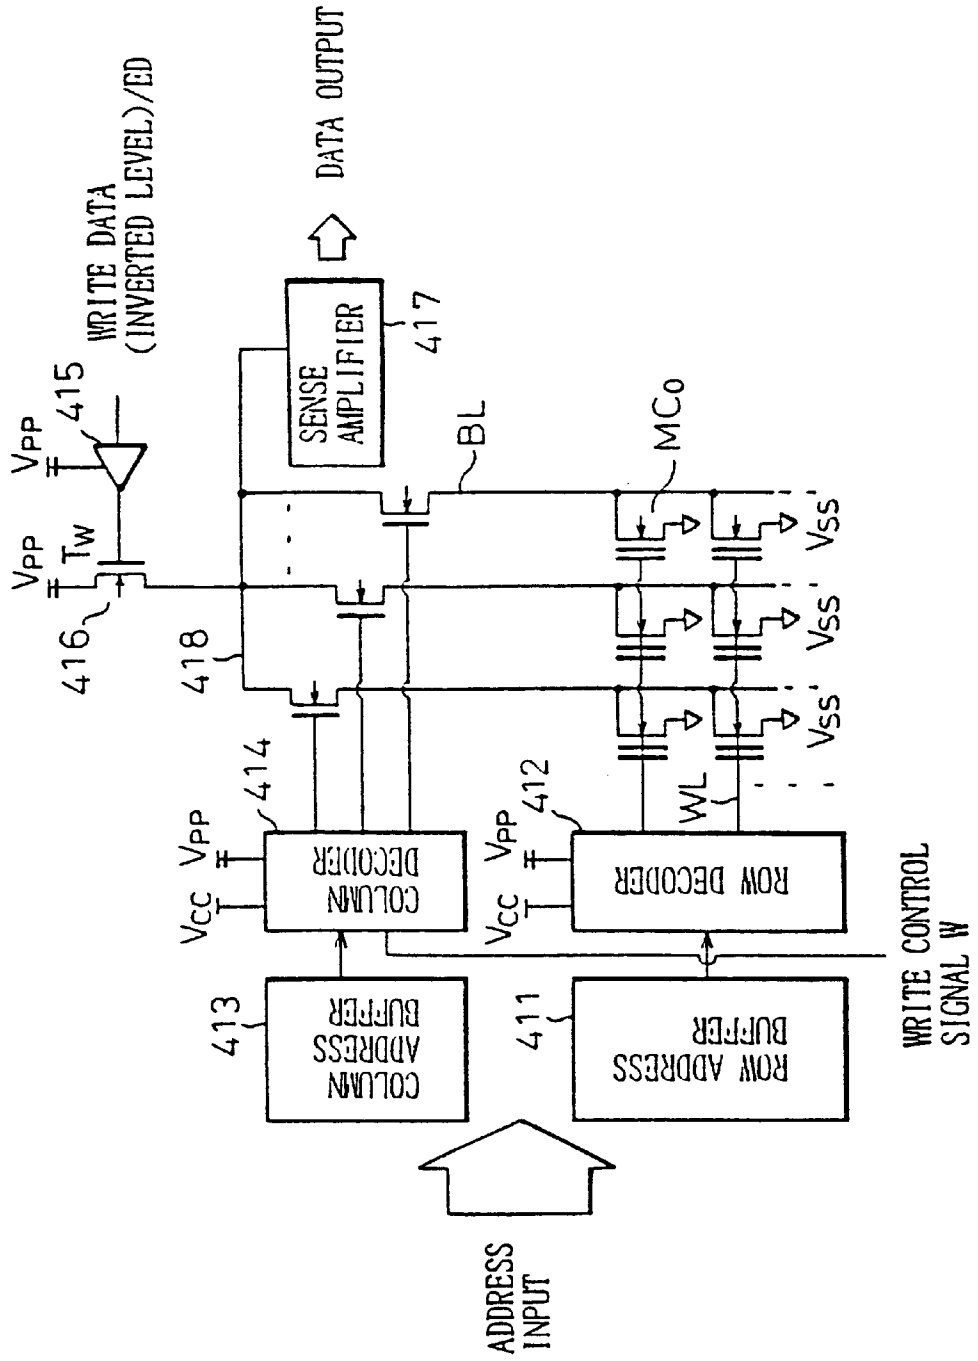 ADDRESS
INPUT
413
COLUMN
ADDRESS
BUFFER
411
ROW ADDRESS
BUFFER
WRITE CONTROL
SIGNAL W
VCC
VPP
414
COLUMN
DECODER
VCC
VPP
412
ROW DECODER
WL
418
416
VPP
TW
VPP
415
WRITE DATA
(INVERTED LEVEL)/ED
SENSE
AMPLIFIER
417
DATA OUTPUT
BL
MC0
VSS
VSS
VSS